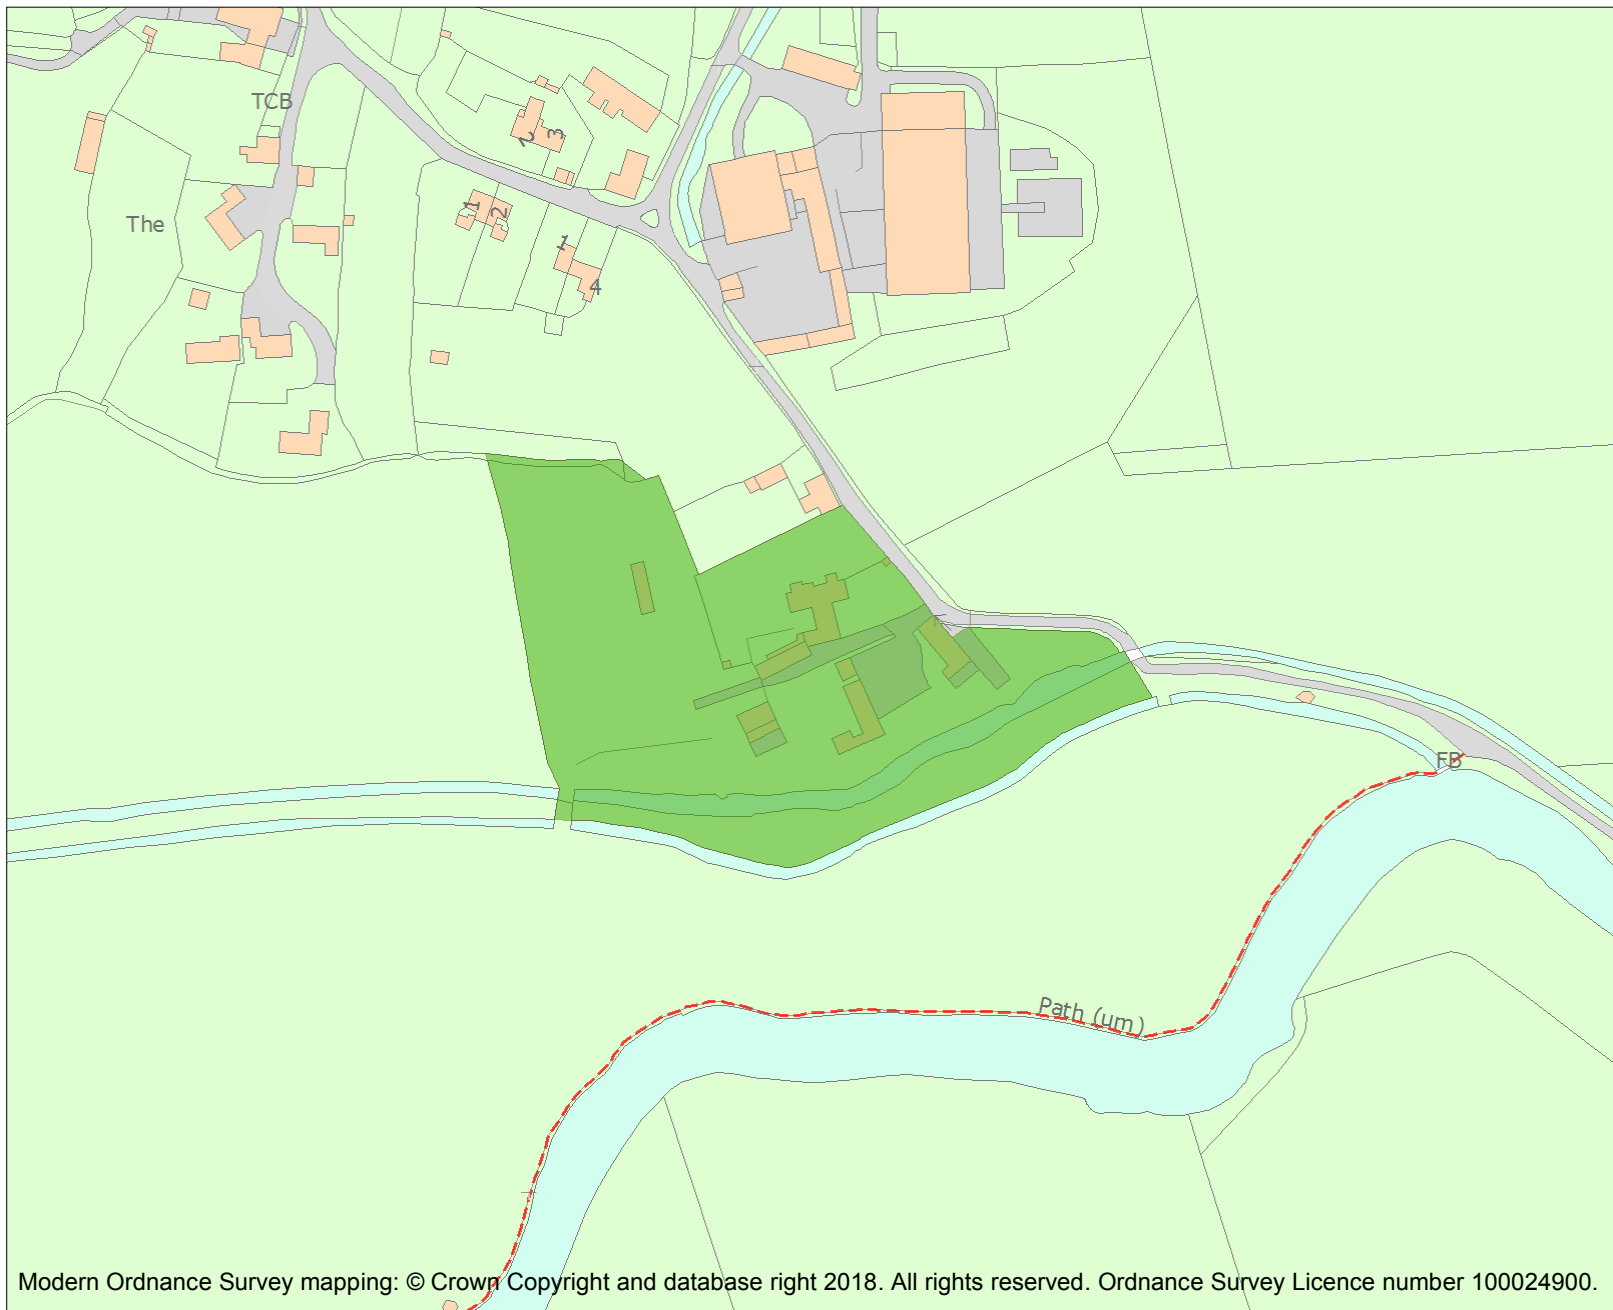 TCB
2
3
The
1
2
1
4
FB
Path (um)
Modern Ordnance Survey mapping: © Crown Copyright and database right 2018. All rights reserved. Ordnance Survey Licence number 100024900.